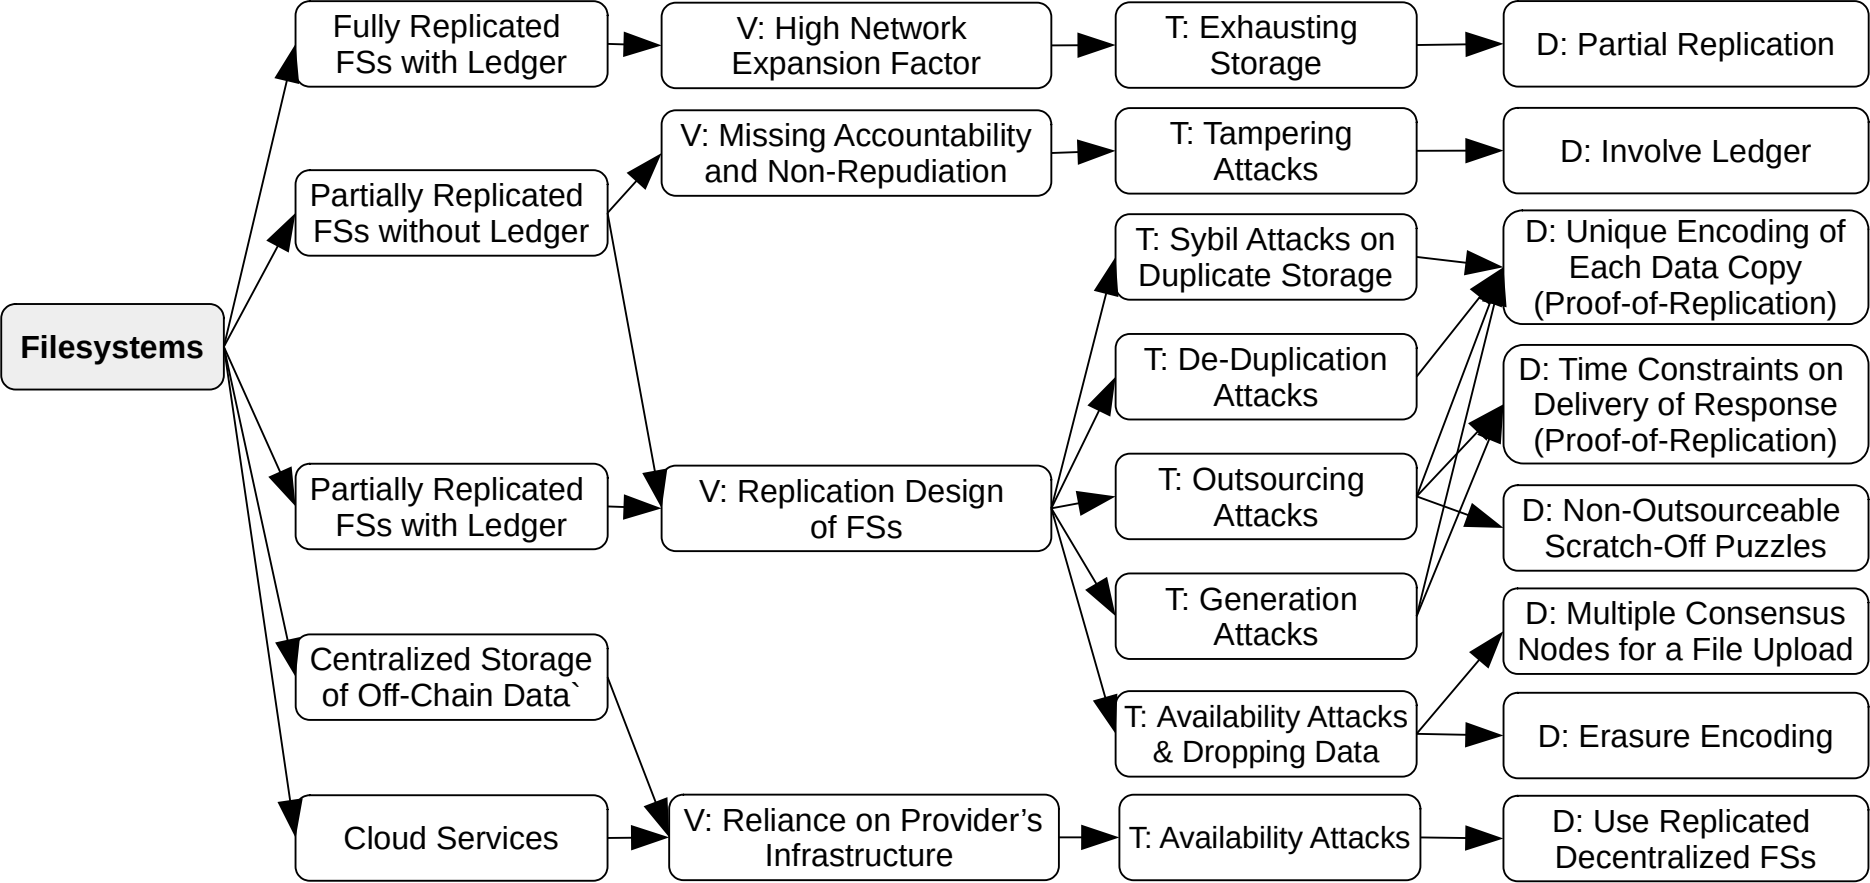 Filesystems
Fully Replicated
FSs with Ledger
Partially Replicated
FSs without Ledger
Partially Replicated
FSs with Ledger
Centralized Storage
of Off-Chain Data`
Cloud Services
V: High Network
Expansion Factor
V: Missing Accountability
and Non-Repudiation
V: Replication Design
of FSs
V: Reliance on Provider’s
Infrastructure
T: Exhausting
Storage
T: Tampering
Attacks
T: Sybil Attacks on
Duplicate Storage
T: De-Duplication
Attacks
T: Outsourcing
Attacks
T: Generation
Attacks
T: Availability Attacks
& Dropping Data
T: Availability Attacks
D: Partial Replication
D: Involve Ledger
D: Unique Encoding of
Each Data Copy
(Proof-of-Replication)
D: Time Constraints on
Delivery of Response
(Proof-of-Replication)
D: Non-Outsourceable
Scratch-Off Puzzles
D: Multiple Consensus
Nodes for a File Upload
D: Erasure Encoding
D: Use Replicated
Decentralized FSs